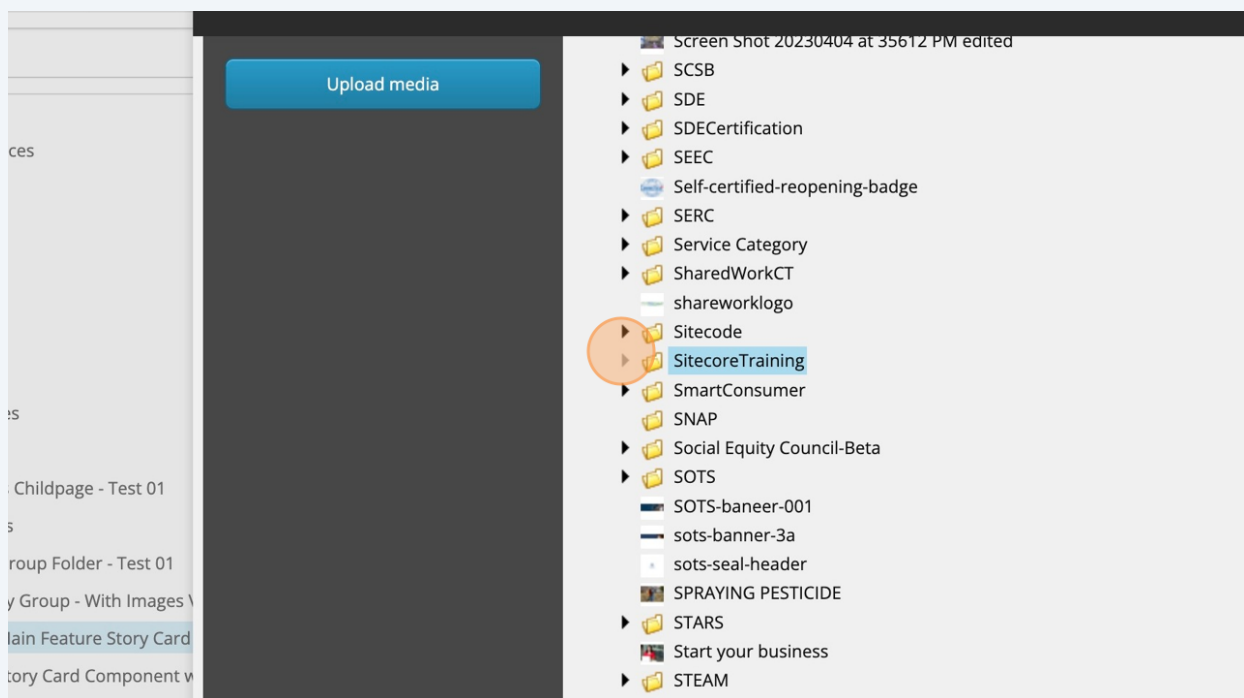 Upload media
Screen Shot 20230404 at 35612 PM edited
SCSB
SDE
SDECertification
SEEC
Self-certified-reopening-badge
SERC
Service Category
SharedWorkCT
shareworklogo
Sitecode
SitecoreTraining
SmartConsumer
SNAP
Social Equity Council-Beta
SOTS
SOTS-baneer-001
sots-banner-3a
sots-seal-header
SPRAYING PESTICIDE
STARS
Start your business
STEAM
ces
es
Childpage - Test 01
s
roup Folder - Test 01
y Group - With Images
ain Feature Story Card
tory Card Component w